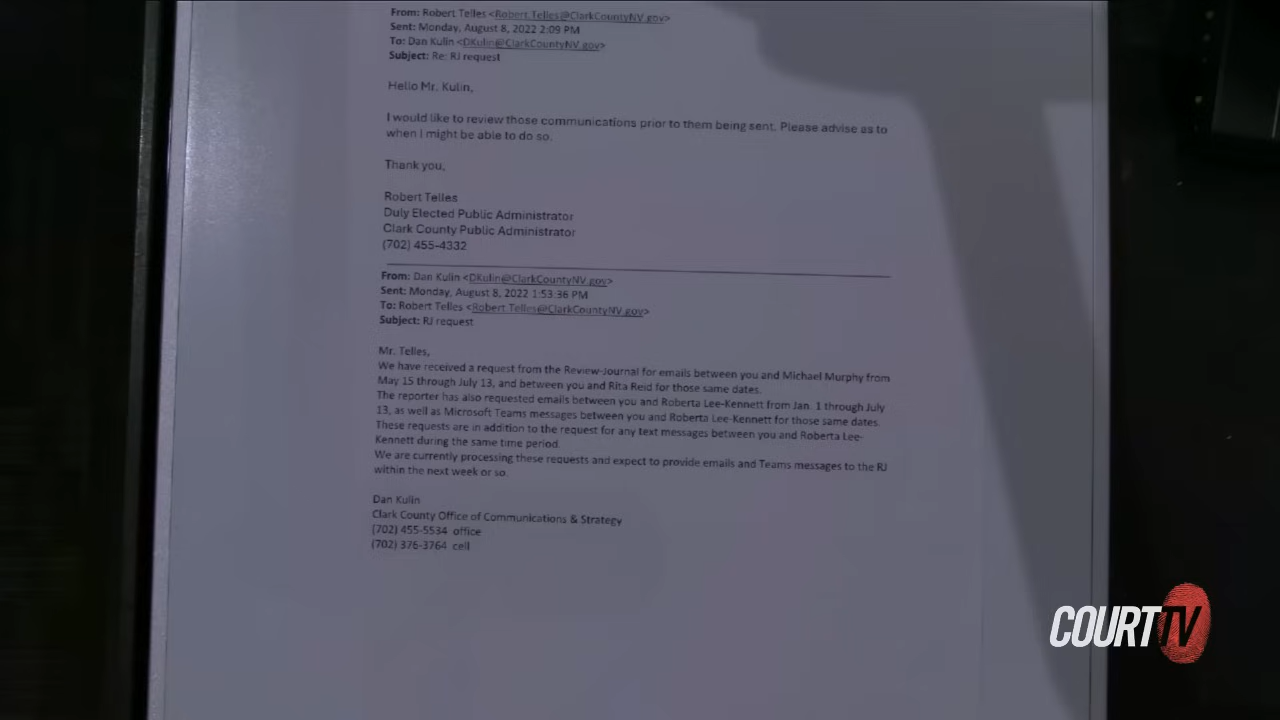 From: Robert Telles <Robert.Telles@ClarkCountyNV.gov>
Sent: Monday, August 8, 2022 2:09 PM
To: Dan Kulin <DKulin@ClarkCountyNV.gov>
Subject: Re: RJ request
Hello Mr. Kulin,
I would like to review those communications prior to them being sent. Please advise as to
when I might be able to do so.
Thank you,
Robert Telles
Duly Elected Public Administrator
Clark County Public Administrator
(702) 455-4332
From: Dan Kulin <DKulin@ClarkCountyNV.gov>
Sent: Monday, August 8, 2022 1:53:36 PM
To: Robert Telles <Robert.Telles@ClarkCountyNV.gov>
Subject: RJ request
Mr. Telles,
We have received a request from the Review-Journal for emails between you and Michael Murphy from
May 15 through July 13, and between you and Rita Reid for those same dates.
The reporter has also requested emails between you and Roberta Lee-Kennett from Jan. 1 through July
13, as well as Microsoft Teams messages between you and Roberta Lee-Kennett for those same dates.
These requests are in addition to the request for any text messages between you and Roberta Lee-
Kennett during the same time period.
We are currently processing these requests and expect to provide emails and Teams messages to the RJ
within the next week or so.
Dan Kulin
Clark County Office of Communications & Strategy
(702) 455-5534 office
(702) 376-3764 cell
COURT TV